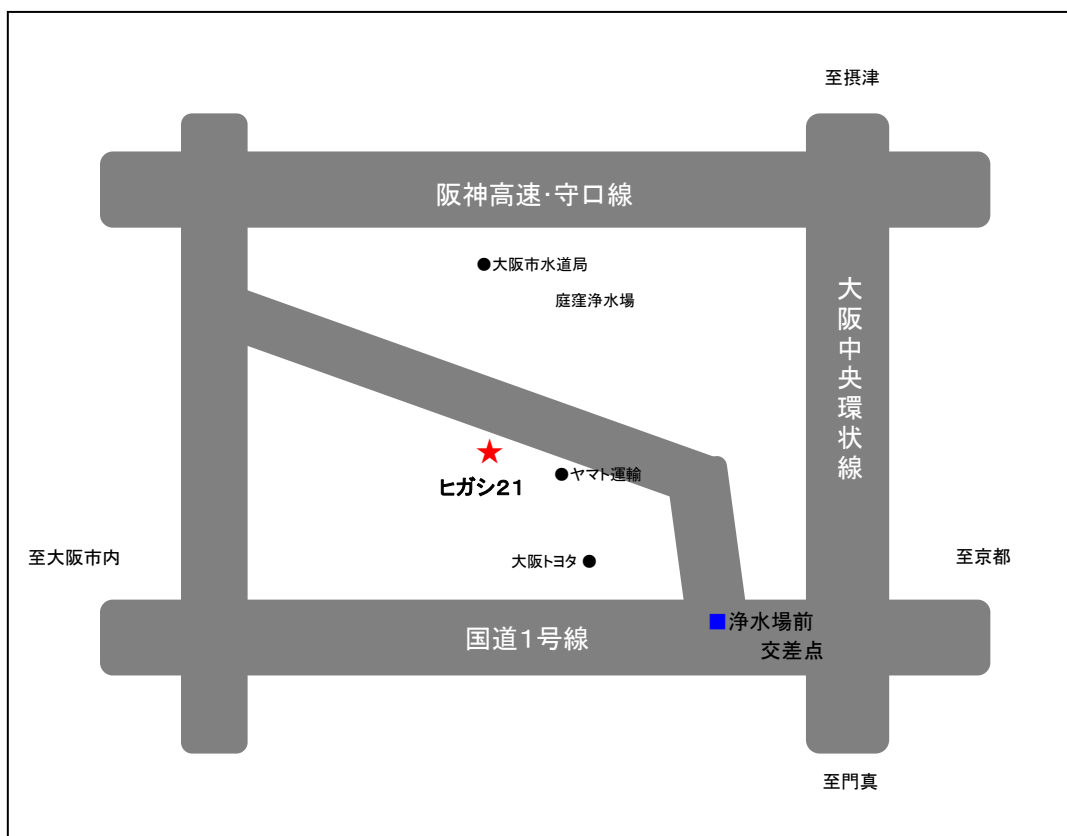 至摂津
阪神高速・守口線
●大阪市水道局
庭窪浄水場
大阪中央環状線
ヒガシ21
●ヤマト運輸
至大阪市内
大阪トヨタ●
至京都
国道1号線
■浄水場前
交差点
至門真